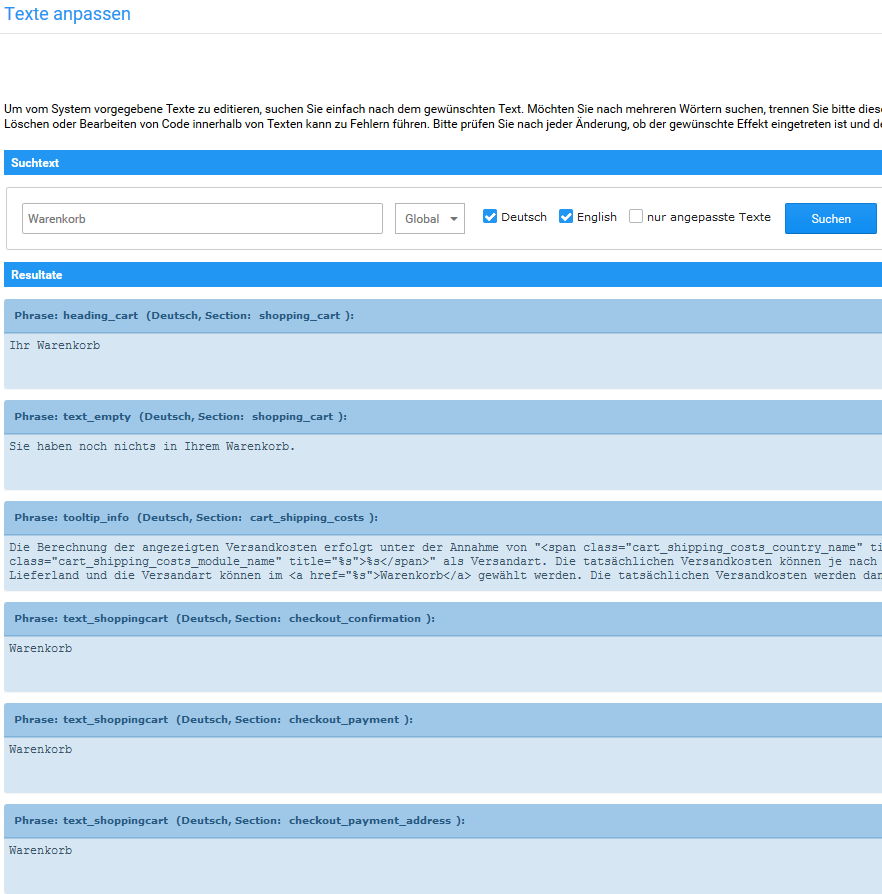 Texte anpassen
Um vom System vorgegebene Texte zu editieren, suchen Sie einfach nach dem gewünschten Text. Möchten Sie nach mehreren Wörtern suchen, trennen Sie bitte
Löschen oder Bearbeiten von Code innerhalb von Texten kann zu Fehlern führen. Bitte prüfen Sie nach jeder Änderung, ob der gewünschte Effekt eingetreten ist und
Suchtext
Warenkorb Global Deutsch English nur angepasste Texte Suchen
Resultate
Phrase: heading_cart (Deutsch, Section: shopping_cart ):
Ihr Warenkorb
Phrase: text_empty (Deutsch, Section: shopping_cart ):
Sie haben noch nichts in Ihrem Warenkorb.
Phrase: tooltip_info (Deutsch, Section: cart_shipping_costs ):
Die Berechnung der angezeigten Versandkosten erfolgt unter der Annahme von "<span class="cart_shipping_costs_country_name"
class="cart_shipping_costs_module_name" title="%s">%s</span>" als Versandart. Die tatsächlichen Versandkosten können je nach
Lieferland und die Versandart können im <a href="%s">Warenkorb</a> gewählt werden. Die tatsächlichen Versandkosten werden
Phrase: text_shoppingcart (Deutsch, Section: checkout_confirmation ):
Warenkorb
Phrase: text_shoppingcart (Deutsch, Section: checkout_payment ):
Warenkorb
Phrase: text_shoppingcart (Deutsch, Section: checkout_payment_address ):
Warenkorb